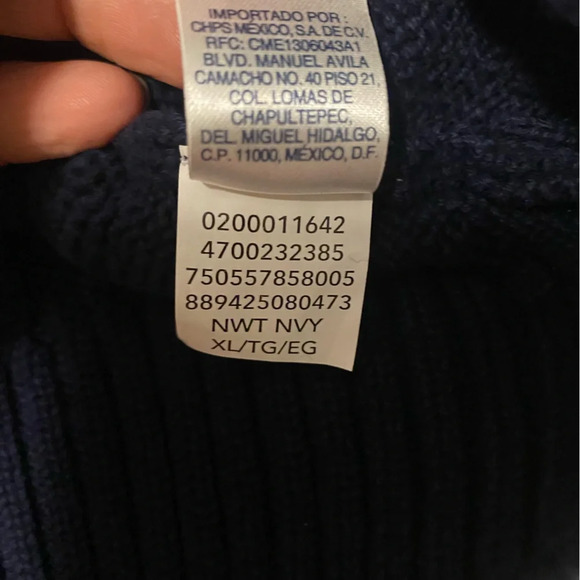 IMPORTADO POR:
CHPS MÉXICO, S.A. DE C.V.
RFC: CME1306043A1
BLVD. MANUEL AVILA
CAMACHO NO. 40 PISO 21,
COL. LOMAS DE
CHAPULTEPEC,
DEL. MIGUEL HIDALGO,
C.P. 11000, MÉXICO, D.F.
0200011642
4700232385
750557858005
889425080473
NWT NVY
XL/TG/EG